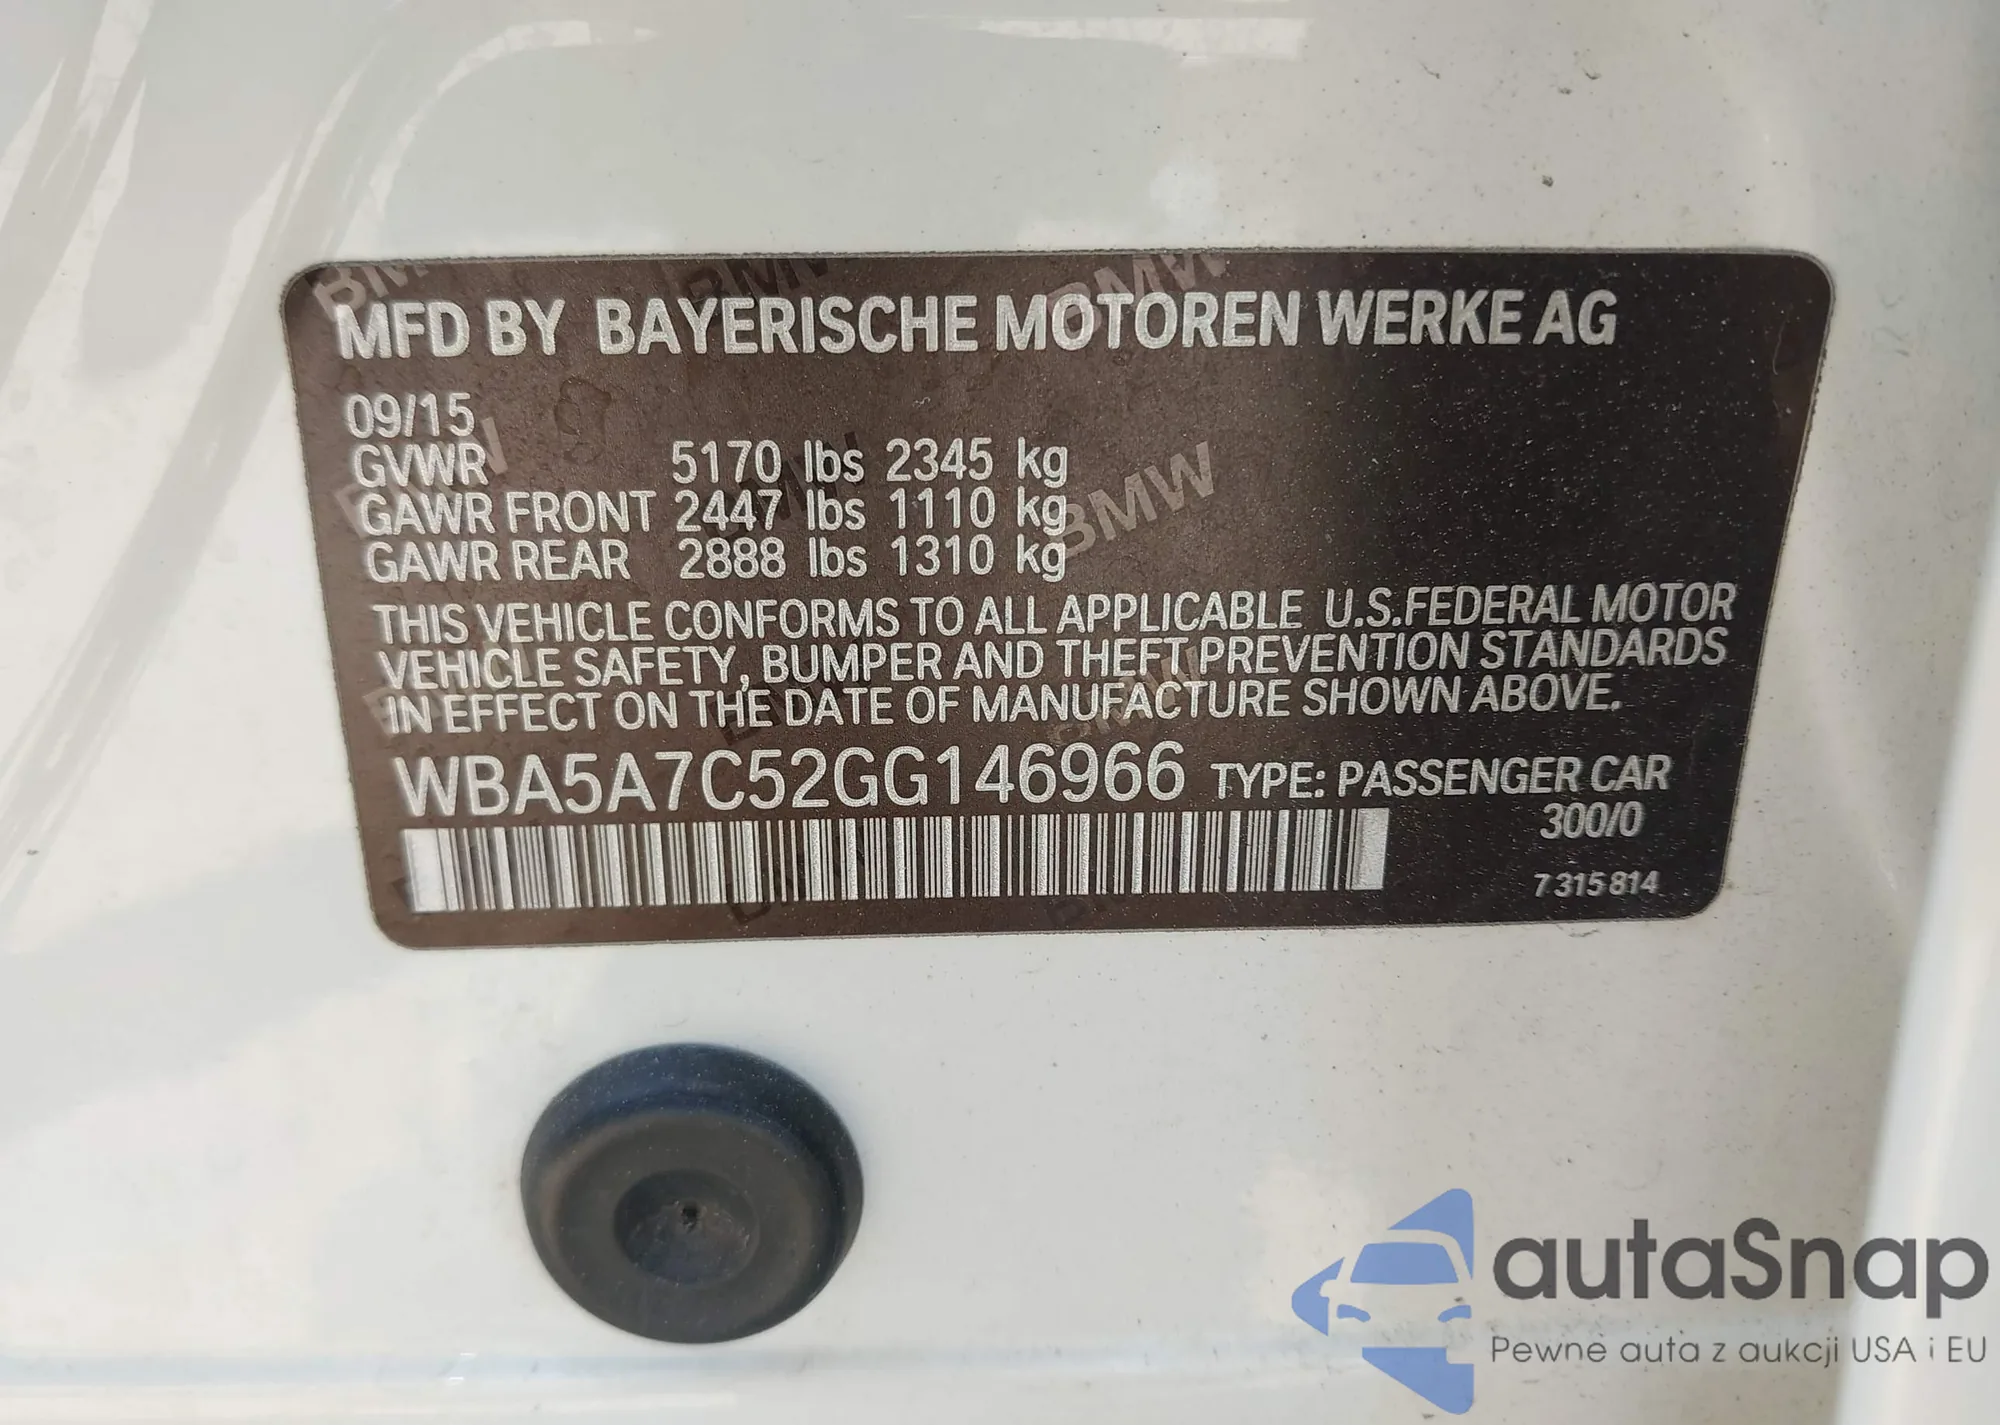 MFD BY BAYERISCHE MOTOREN WERKE AG
09/15
GVWR 5170 lbs 2345 kg
GAWR FRONT 2447 lbs 1110 kg
GAWR REAR 2888 lbs 1310 kg
THIS VEHICLE CONFORMS TO ALL APPLICABLE U.S.FEDERAL MOTOR
VEHICLE SAFETY, BUMPER AND THEFT PREVENTION STANDARDS
IN EFFECT ON THE DATE OF MANUFACTURE SHOWN ABOVE.
WBA5A7C52GG146966 TYPE: PASSENGER CAR
300/0
7 315 814
autaSnap
Pewne auta z aukcji USA i EU